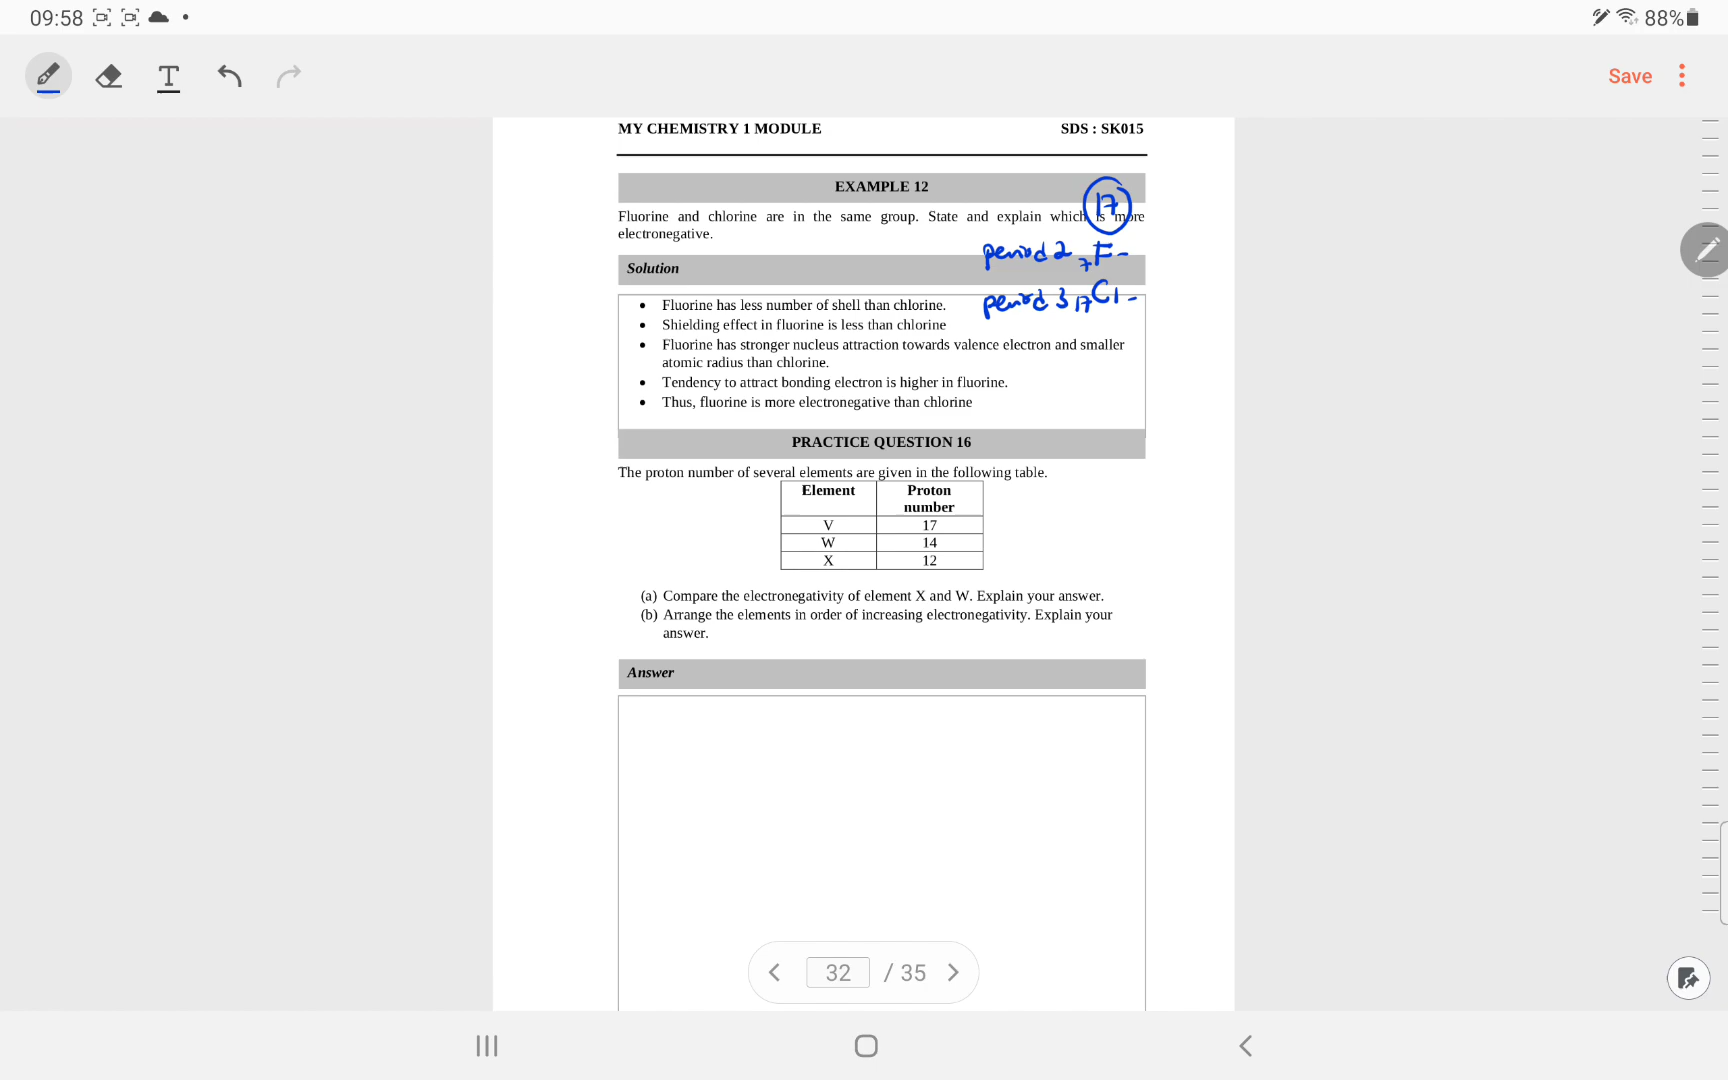 09:58
88%
Save
MY CHEMISTRY 1 MODULE SDS : SK015
EXAMPLE 12
17
Fluorine and chlorine are in the same group. State and explain which is more
electronegative.
period 2 7F -
Solution
period 3 17Cl -
• Fluorine has less number of shell than chlorine.
• Shielding effect in fluorine is less than chlorine
• Fluorine has stronger nucleus attraction towards valence electron and smaller
atomic radius than chlorine.
• Tendency to attract bonding electron is higher in fluorine.
• Thus, fluorine is more electronegative than chlorine
PRACTICE QUESTION 16
The proton number of several elements are given in the following table.
Element Proton
number
V 17
W 14
X 12
(a) Compare the electronegativity of element X and W. Explain your answer.
(b) Arrange the elements in order of increasing electronegativity. Explain your
answer.
Answer
32 / 35